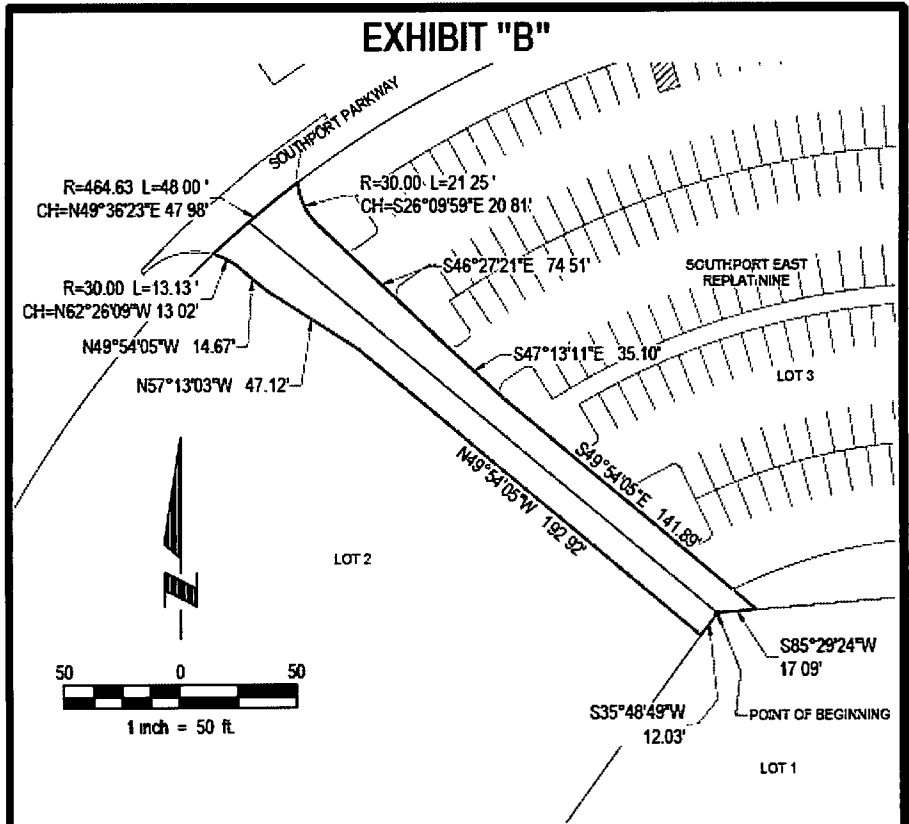 EXHIBIT "B"
SOUTHPORT PARKWAY
R=464.63 L=48 00 '
CH=N49°36'23"E 47 98'
R=30.00 L=21 25 '
CH=S26°09'59"E 20 81'
S46°27'21"E 74 51'
SOUTHPORT EAST
REPLAT NINE
R=30.00 L=13.13 '
CH=N62°26'09"W 13 02'
N49°54'05"W 14.67'
S47°13'11"E 35.10'
LOT 3
N57°13'03"W 47.12'
N49°54'05"W 192 92'
S49°54'05"E 141.89'
LOT 2
50 0 50
1 inch = 50 ft.
S85°29'24"W
17 09'
S35°48'49"W
12.03'
POINT OF BEGINNING
LOT 1